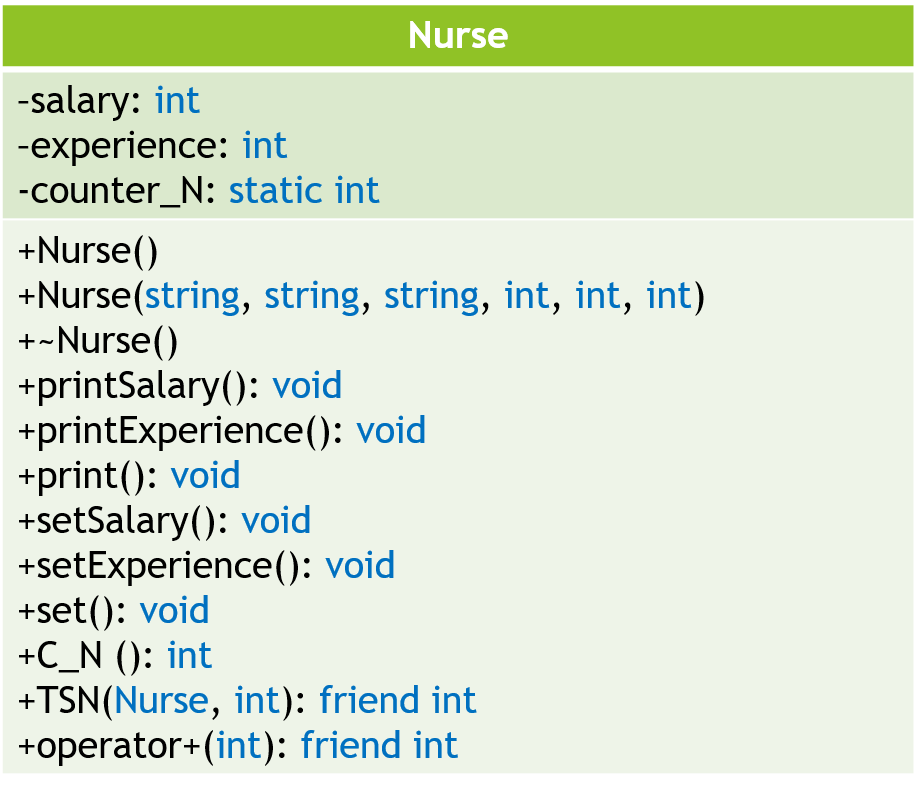 Nurse
–salary: int
–experience: int
-counter_N: static int
+Nurse()
+Nurse(string, string, string, int, int, int)
+~Nurse()
+printSalary(): void
+printExperience(): void
+print(): void
+setSalary(): void
+setExperience(): void
+set(): void
+C_N (): int
+TSN(Nurse, int): friend int
+operator+(int): friend int